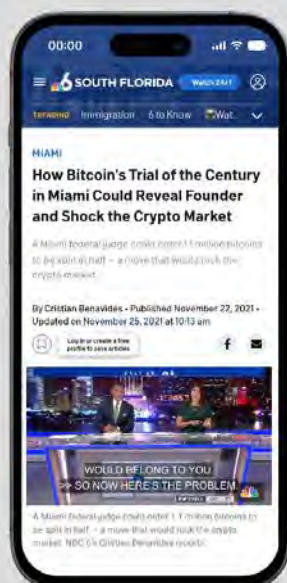 00:00
6 SOUTH FLORIDA WATCH 24/7
TRENDING Immigration 6 to Know Wat...
MIAMI
How Bitcoin's Trial of the Century
in Miami Could Reveal Founder
and Shock the Crypto Market
A Miami federal judge could order 1.1 million bitcoins
to be split in half – a move that would rock the
crypto market.
By Cristian Benavides • Published November 22, 2021 •
Updated on November 25, 2021 at 10:13 am
Log in or create a free
profile to save articles
WOULD BELONG TO YOU
>> SO NOW HERE'S THE PROBLEM.
A Miami federal judge could order 1.1 million bitcoins to
be split in half – a move that would rock the crypto
market. NBC 6's Cristian Benavides reports.